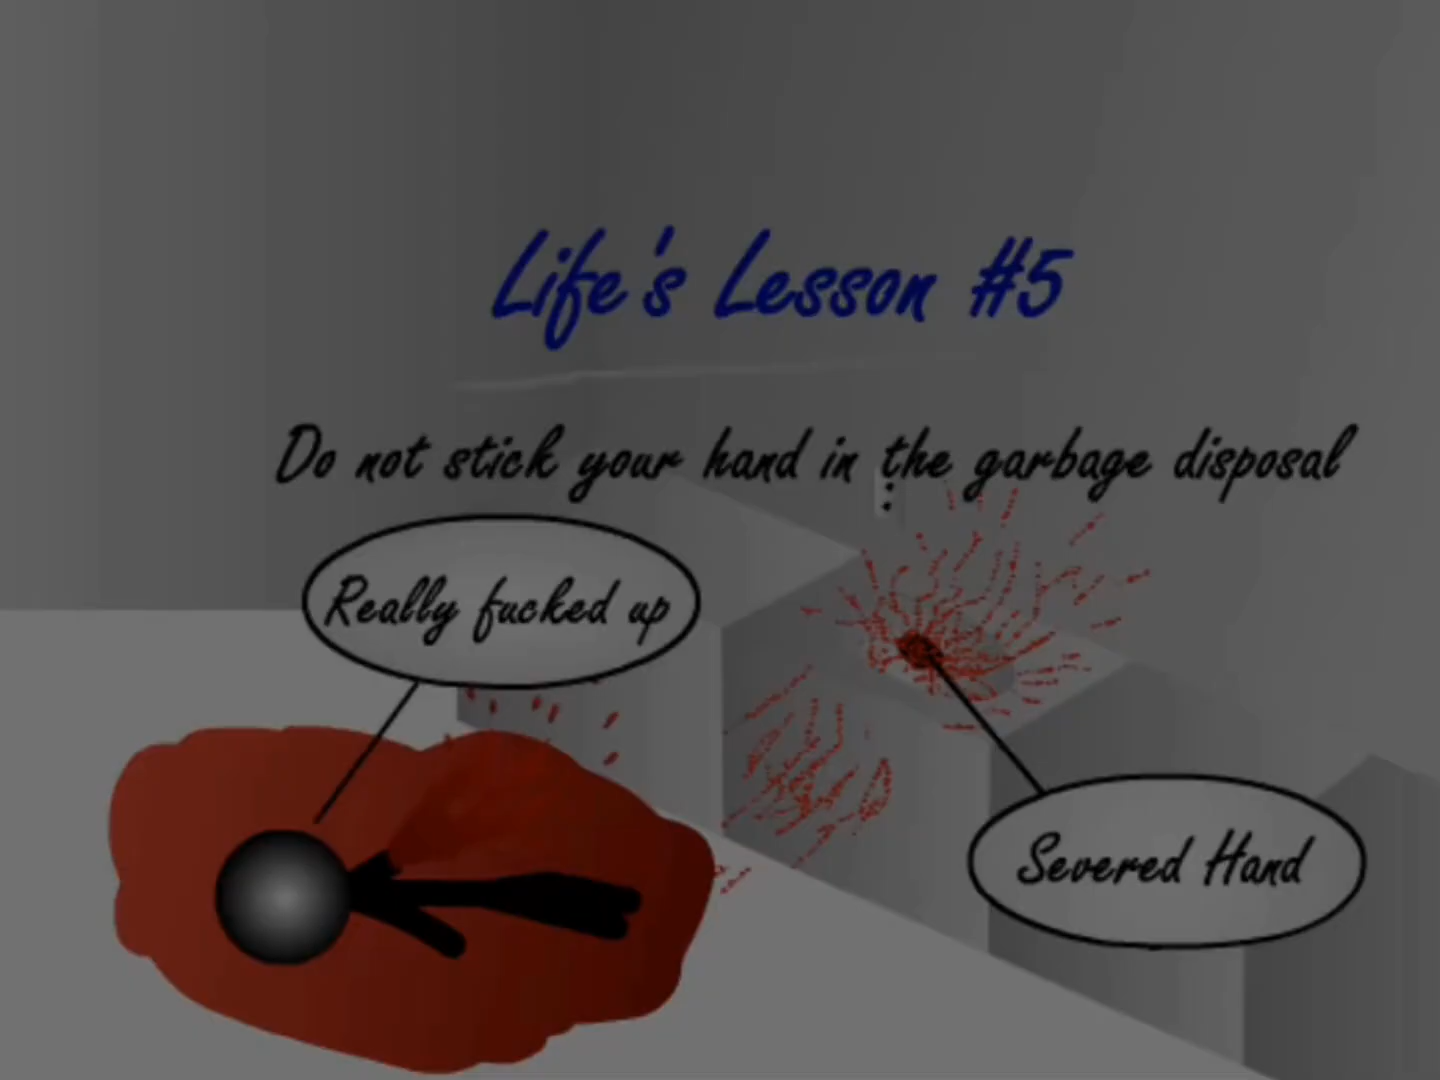 Life's Lesson #5
Do not stick your hand in the garbage disposal
Really fucked up
Severed Hand